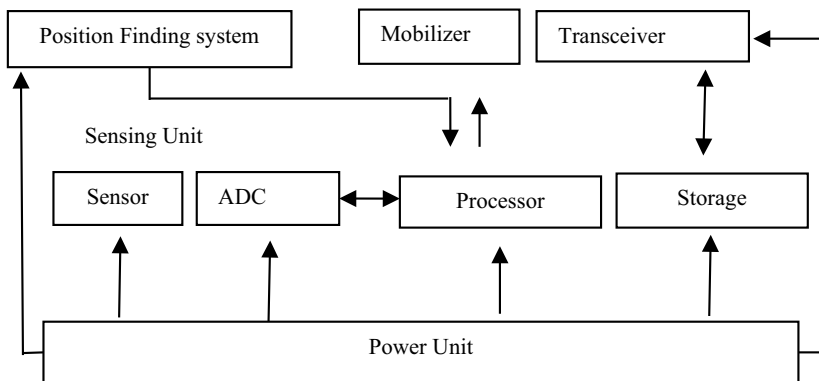 Position Finding system
Mobilizer
Transceiver
Sensing Unit
Sensor
ADC
Processor
Storage
Power Unit